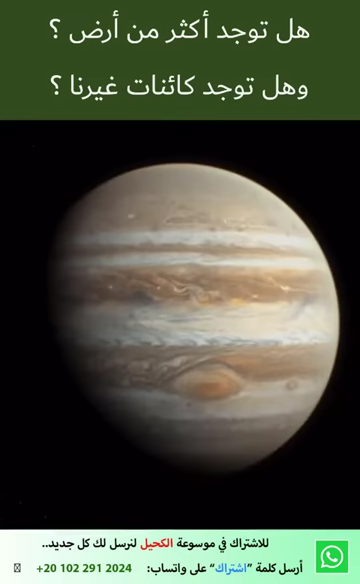 هل توجد أكثر من أرض ؟
وهل توجد كائنات غيرنا ؟
للاشتراك في موسوعة الكحيل لنرسل لك كل جديد..
أرسل كلمة ”اشتراك“ على واتساب: +20 102 291 2024